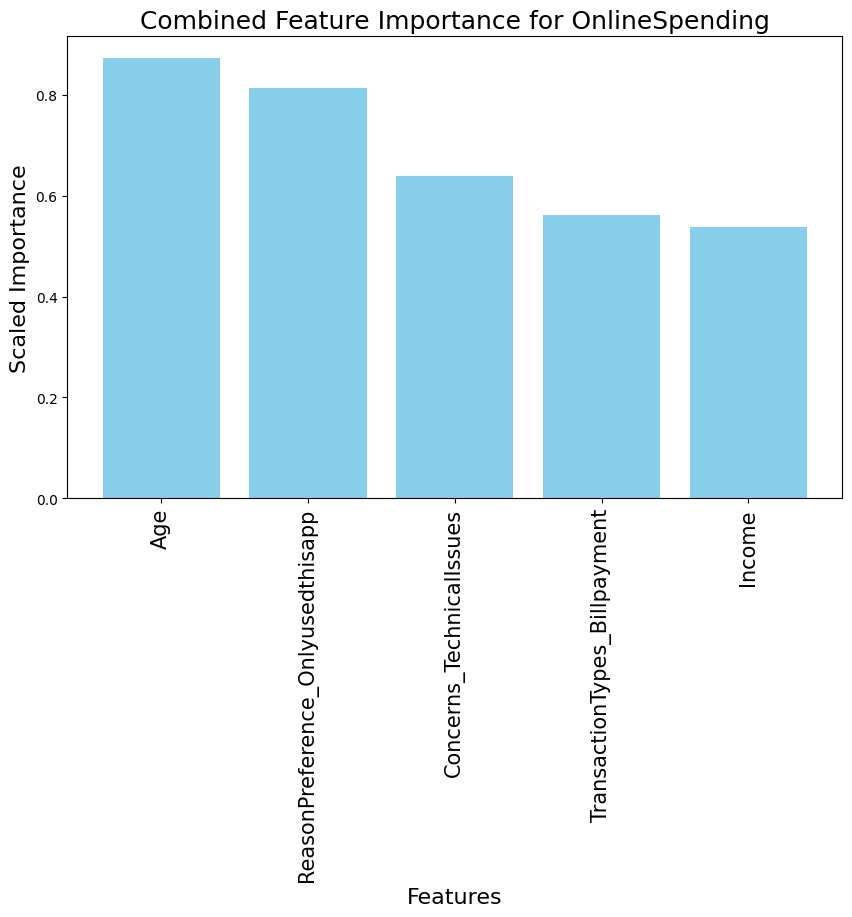 Combined Feature Importance for OnlineSpending
Scaled Importance
0.8
0.6
0.4
0.2
0.0
Age
ReasonPreference_Onlyusedthisapp
Concerns_TechnicalIssues
TransactionTypes_Billpayment
Income
Features